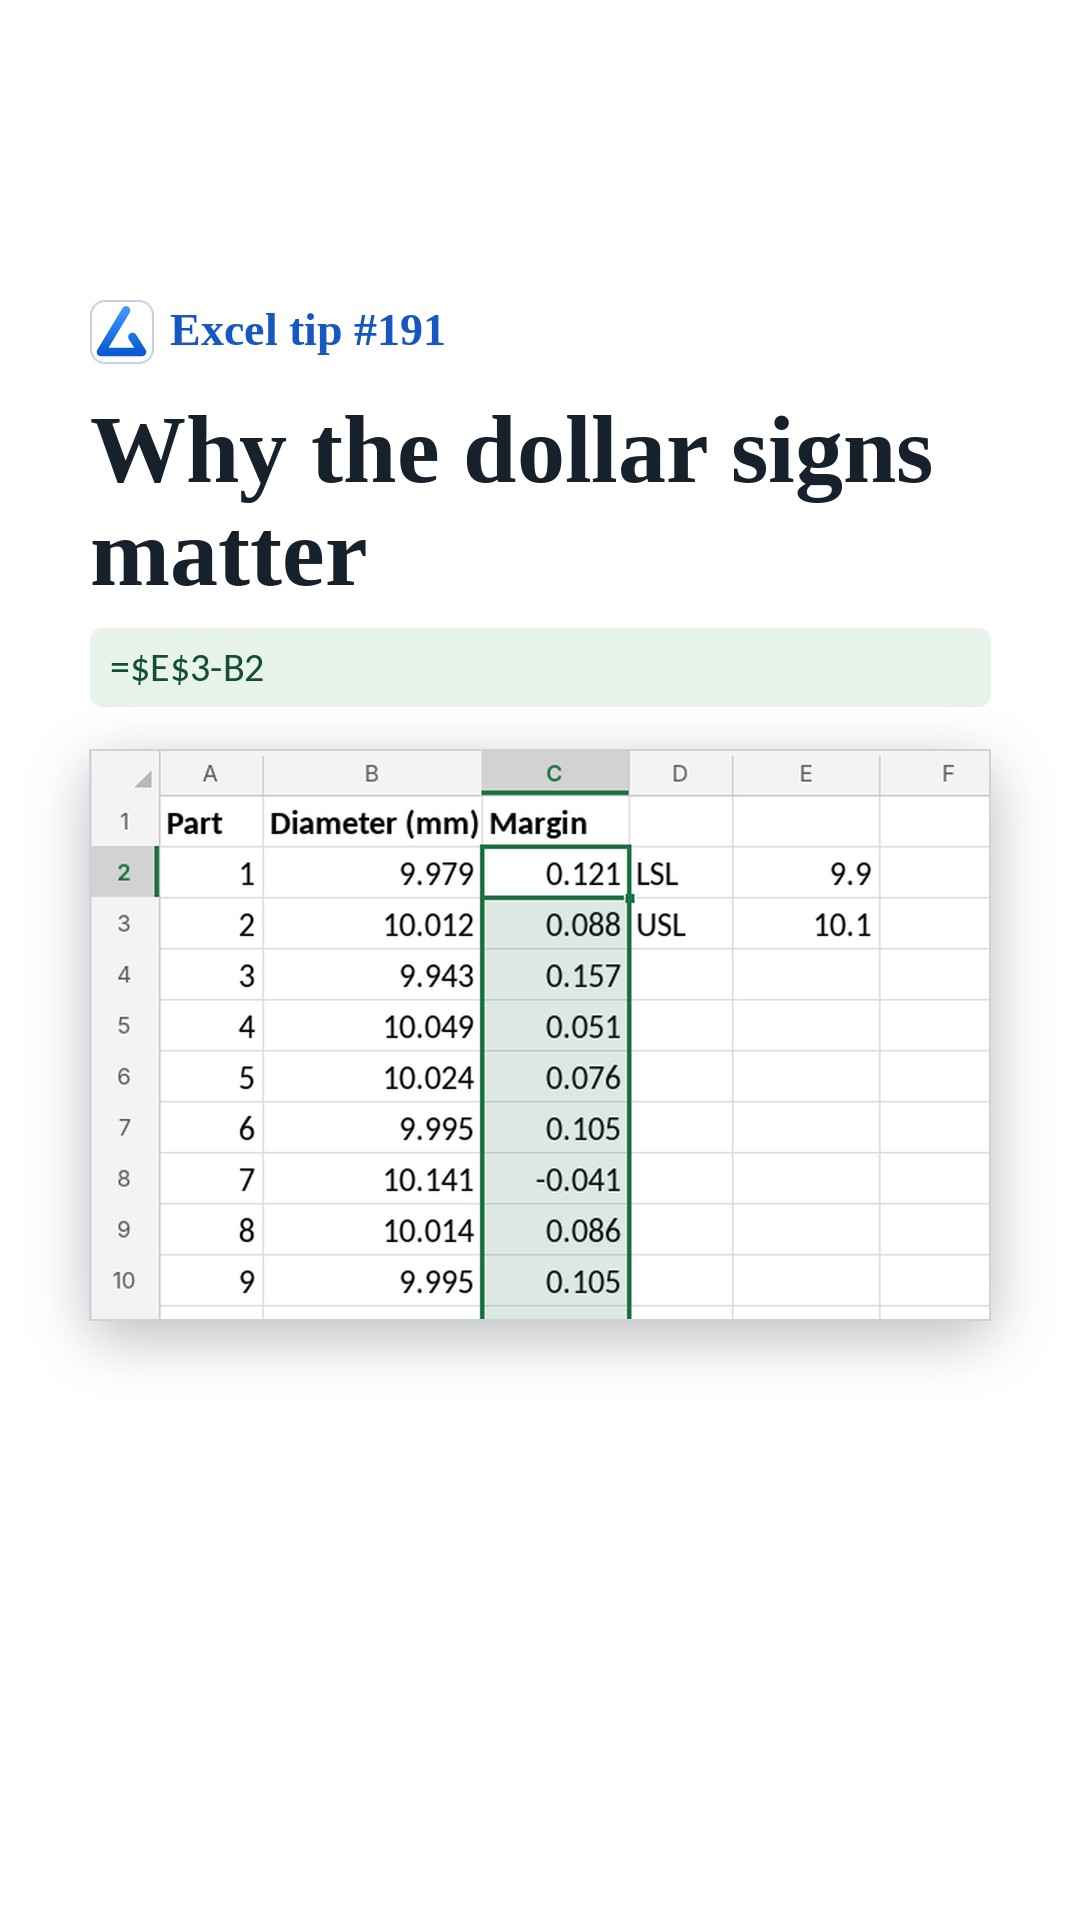 Excel tip #191
Why the dollar signs
matter
=$E$3-B2
A B C D E F
1 Part Diameter (mm) Margin
2 1 9.979 0.121 LSL 9.9
3 2 10.012 0.088 USL 10.1
4 3 9.943 0.157
5 4 10.049 0.051
6 5 10.024 0.076
7 6 9.995 0.105
8 7 10.141 -0.041
9 8 10.014 0.086
10 9 9.995 0.105